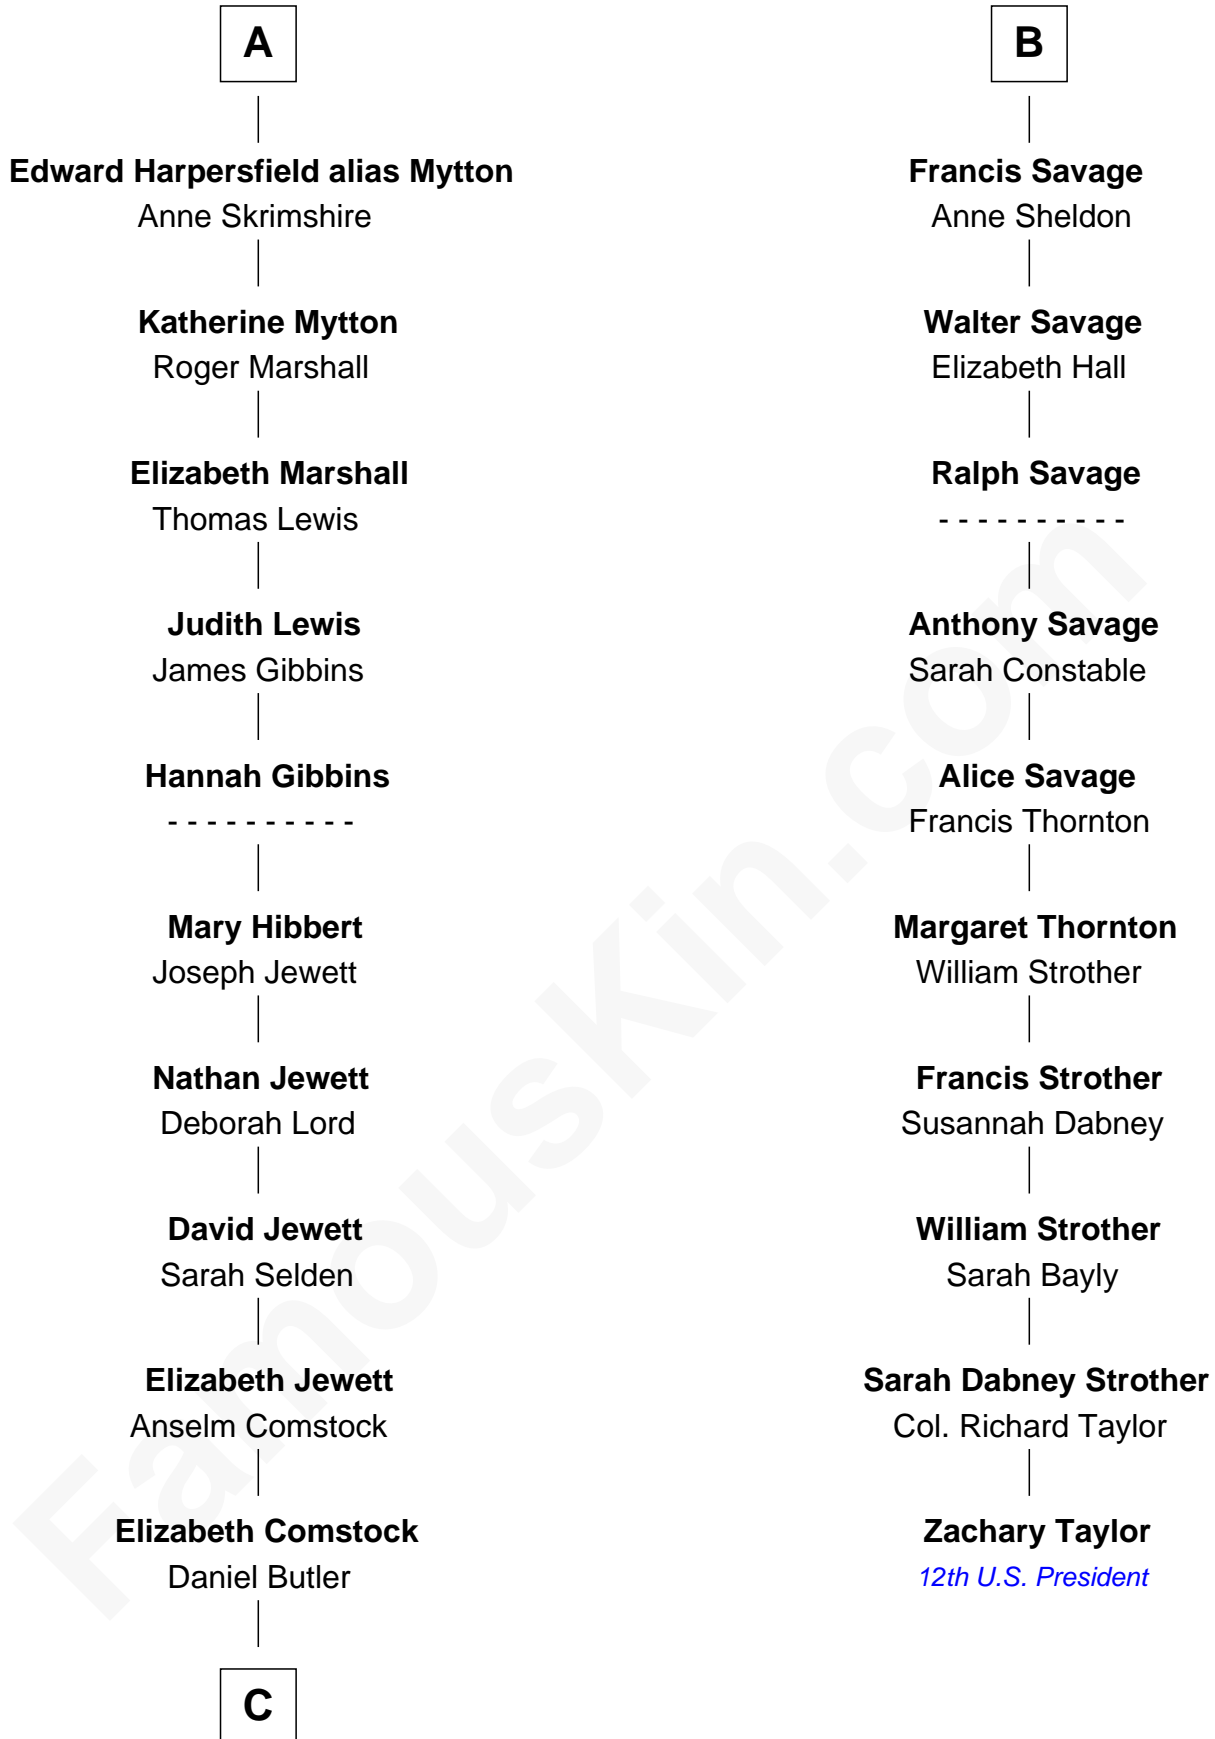 A
Edward Harpersfield alias Mytton
Anne Skrimshire
Katherine Mytton
Roger Marshall
Elizabeth Marshall
Thomas Lewis
Judith Lewis
James Gibbins
Hannah Gibbins
- - - - - - - - - -
Mary Hibbert
Joseph Jewett
Nathan Jewett
Deborah Lord
David Jewett
Sarah Selden
Elizabeth Jewett
Anselm Comstock
Elizabeth Comstock
Daniel Butler
C
B
Francis Savage
Anne Sheldon
Walter Savage
Elizabeth Hall
Ralph Savage
- - - - - - - - - -
Anthony Savage
Sarah Constable
Alice Savage
Francis Thornton
Margaret Thornton
William Strother
Francis Strother
Susannah Dabney
William Strother
Sarah Bayly
Sarah Dabney Strother
Col. Richard Taylor
Zachary Taylor
12th U.S. President
FamousKin.com